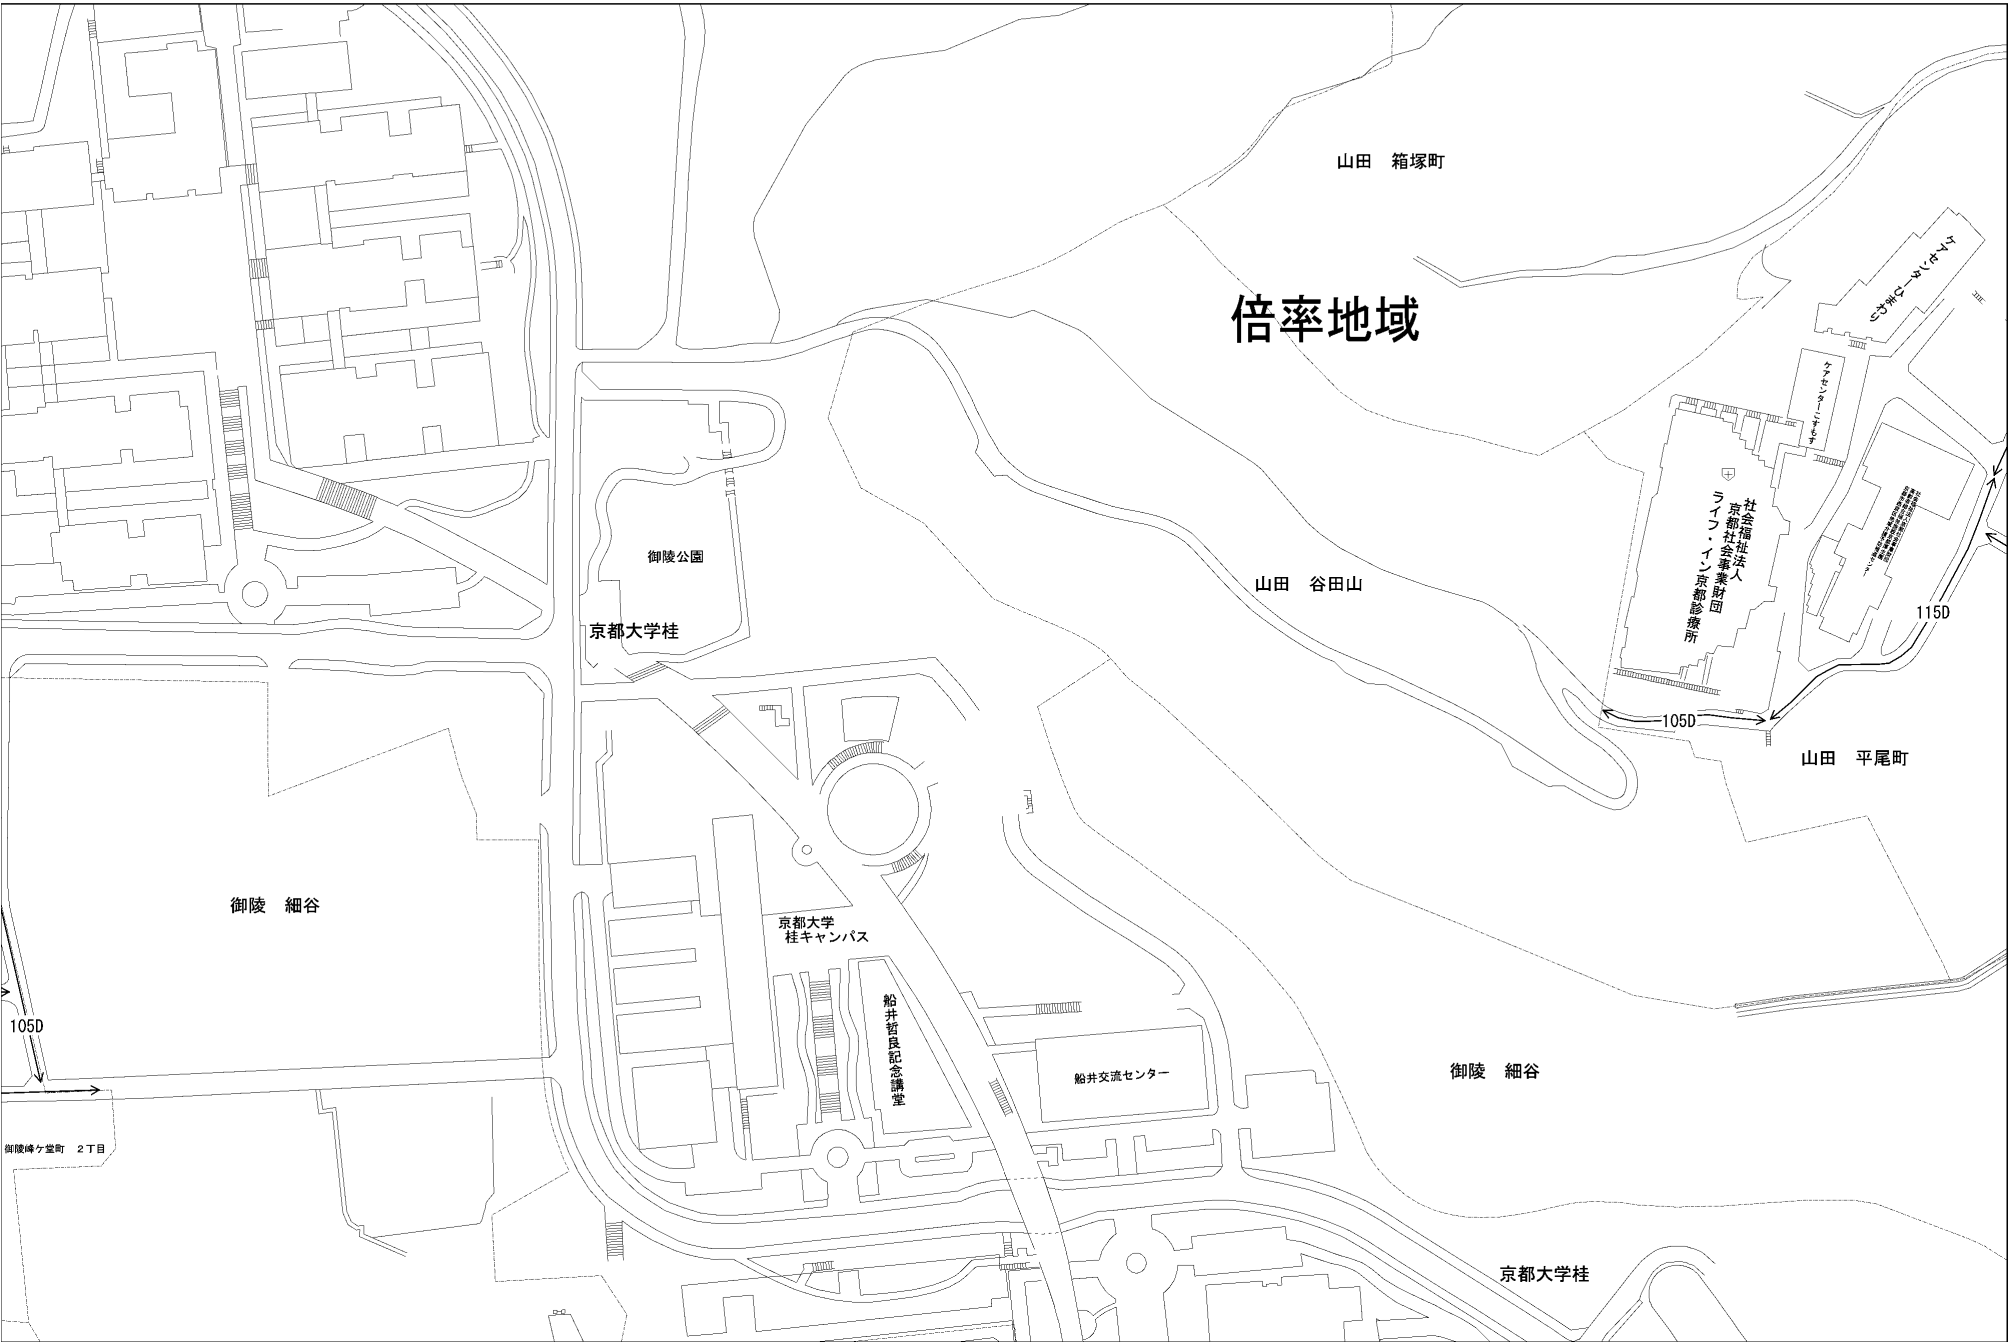 山田　箱塚町
ケアセンターひまわり
倍率地域
ケアセンターこすもす
社会福祉法人
京都社会事業財団
ライフ・イン京都診療所
御陵公園
山田　谷田山
115D
京都大学桂
105D
山田　平尾町
御陵　細谷
京都大学
桂キャンパス
船井哲良記念講堂
105D
御陵　細谷
船井交流センター
御陵峰ケ堂町　２丁目
京都大学桂